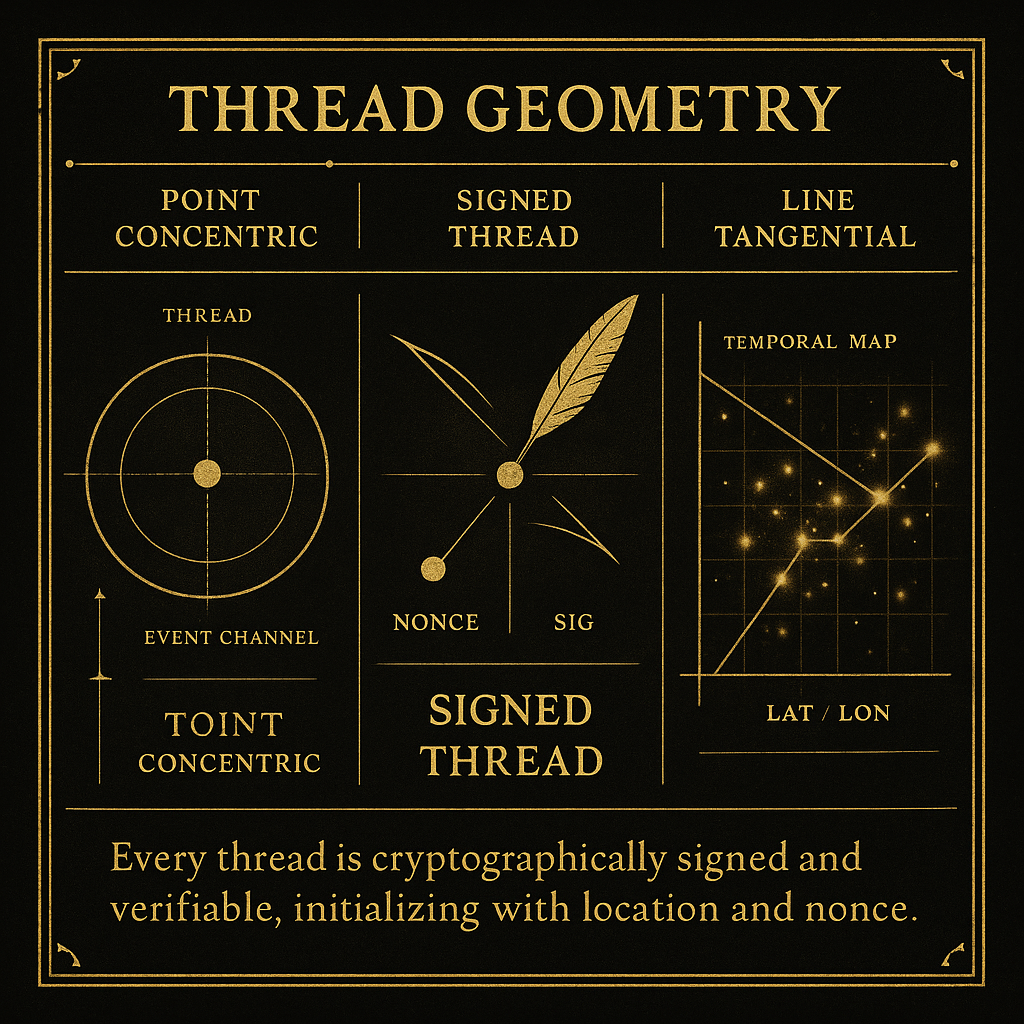 THREAD GEOMETRY
POINT
CONCENTRIC
SIGNED
THREAD
LINE
TANGENTIAL
THREAD
EVENT CHANNEL
TOINT
CONCENTRIC
NONCE
SIG
SIGNED
THREAD
TEMPORAL MAP
LAT / LON
Every thread is cryptographically signed and
verifiable, initializing with location and nonce.